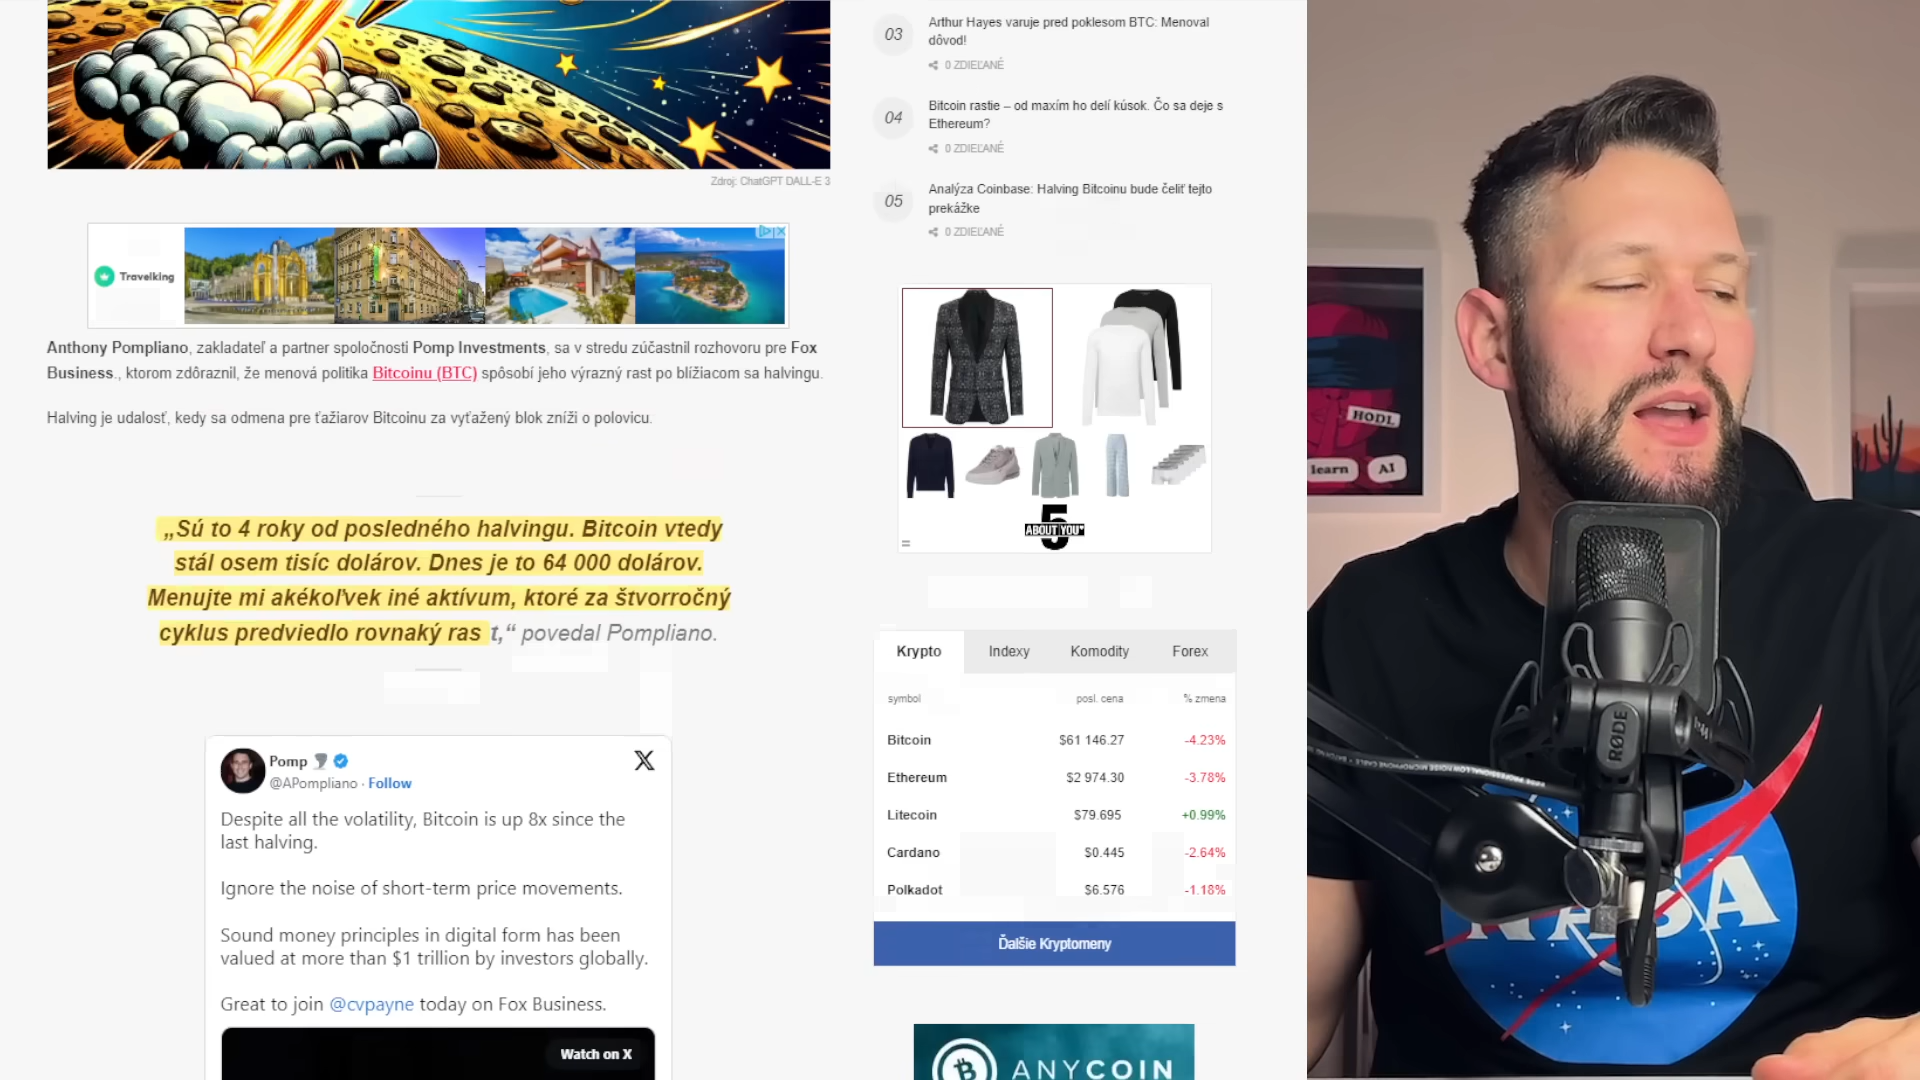 Zdroj: ChatGPT DALL-E 3
Travelking
Anthony Pompliano, zakladateľ a partner spoločnosti Pomp Investments, sa v stredu zúčastnil rozhovoru pre Fox
Business., ktorom zdôraznil, že menová politika Bitcoinu (BTC) spôsobí jeho výrazný rast po blížiacom sa halvingu.
Halving je udalosť, kedy sa odmena pre ťažiarov Bitcoinu za vyťažený blok zníži o polovicu.
„Sú to 4 roky od posledného halvingu. Bitcoin vtedy
stál osem tisíc dolárov. Dnes je to 64 000 dolárov.
Menujte mi akékoľvek iné aktívum, ktoré za štvorročný
cyklus predviedlo rovnaký rast,“ povedal Pompliano.
Pomp
@APompliano · Follow
Despite all the volatility, Bitcoin is up 8x since the
last halving.
Ignore the noise of short-term price movements.
Sound money principles in digital form has been
valued at more than $1 trillion by investors globally.
Great to join @cvpayne today on Fox Business.
Watch on X
03
Arthur Hayes varuje pred poklesom BTC: Menoval
dôvod!
0 ZDIEĽANÉ
04
Bitcoin rastie – od maxím ho delí kúsok. Čo sa deje s
Ethereum?
0 ZDIEĽANÉ
05
Analýza Coinbase: Halving Bitcoinu bude čeliť tejto
prekážke
0 ZDIEĽANÉ
5
ABOUT YOU
Krypto Indexy Komodity Forex
symbol posl. cena % zmena
Bitcoin $61 146.27 -4.23%
Ethereum $2 974.30 -3.78%
Litecoin $79.695 +0.99%
Cardano $0.445 -2.64%
Polkadot $6.576 -1.18%
Ďalšie Kryptomeny
ANYCOIN
HODL
learn
AI
RØDE
NASA